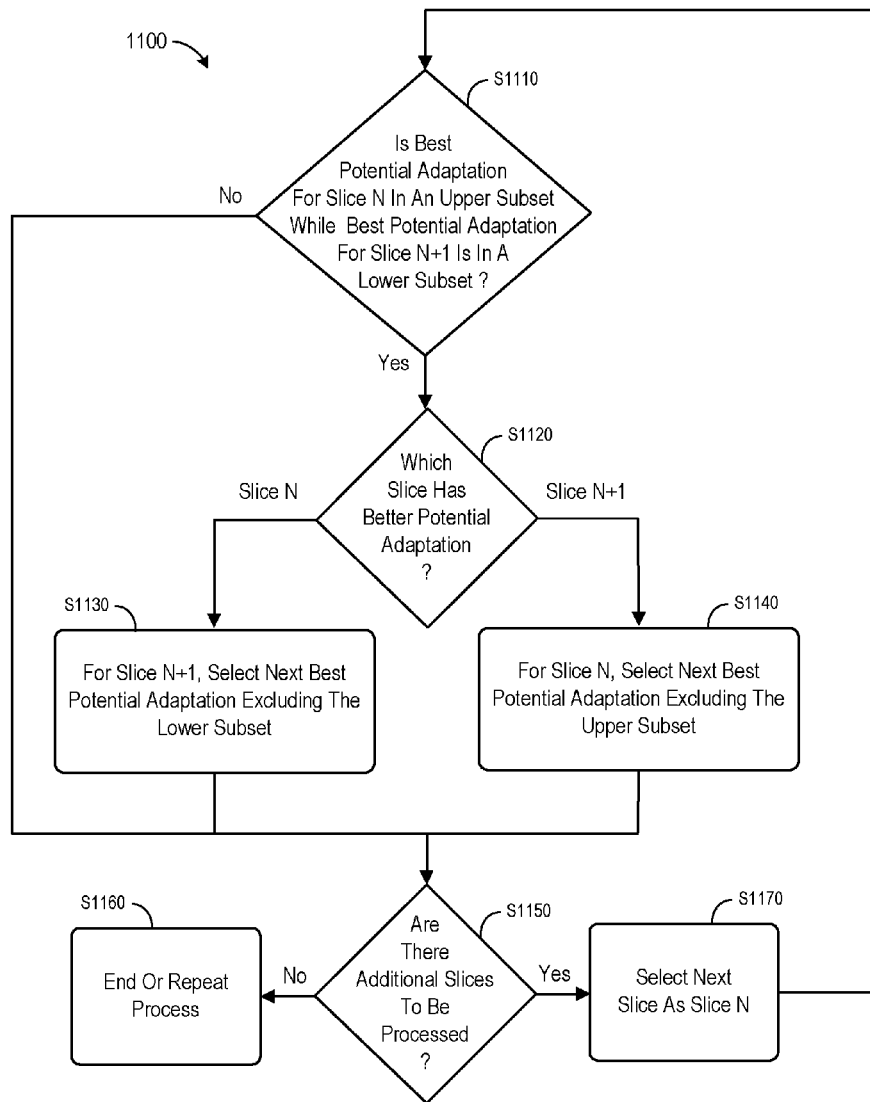 1100
S1110
Is Best
Potential Adaptation
For Slice N In An Upper Subset
While Best Potential Adaptation
For Slice N+1 Is In A
Lower Subset ?
No
Yes
S1120
Which
Slice Has
Better Potential
Adaptation
?
Slice N
Slice N+1
S1130
For Slice N+1, Select Next Best
Potential Adaptation Excluding The
Lower Subset
S1140
For Slice N, Select Next Best
Potential Adaptation Excluding The
Upper Subset
S1150
Are
There
Additional Slices
To Be
Processed
?
No
Yes
S1160
End Or Repeat
Process
S1170
Select Next
Slice As Slice N